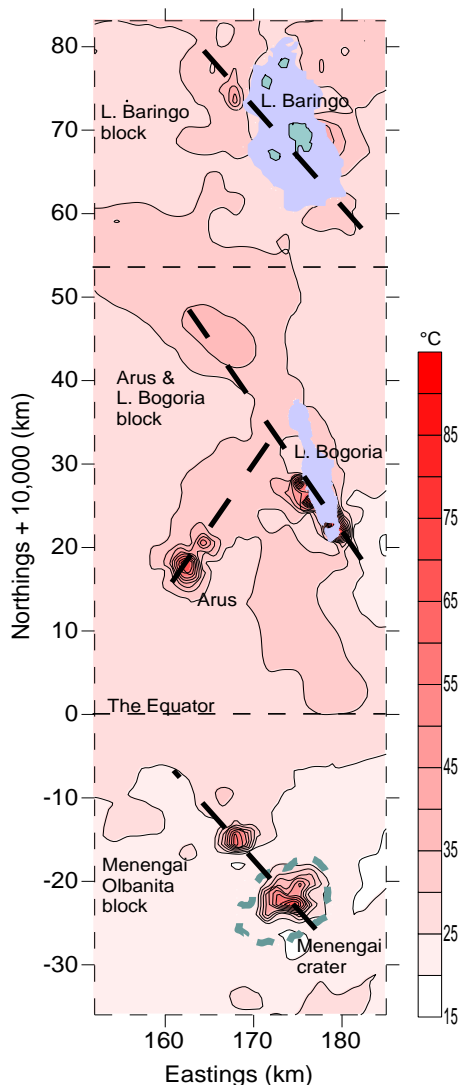 80
70
60
50
40
30
20
10
0
-10
-20
-30
Northings + 10,000 (km)
L. Baringo
block
L. Baringo
Arus &
L. Bogoria
block
L. Bogoria
Arus
The Equator
Menengai
Olbanita
block
Menengai
crater
160
170
180
Eastings (km)
°C
85
75
65
55
45
35
25
15